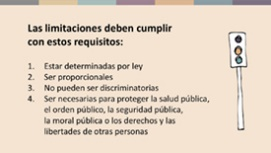 Las limitaciones deben cumplir
con estos requisitos:
1. Estar determinadas por ley
2. Ser proporcionales
3. No pueden ser discriminatorias
4. Ser necesarias para proteger la salud pública,
el orden público, la seguridad pública,
la moral pública o los derechos y las
libertades de otras personas